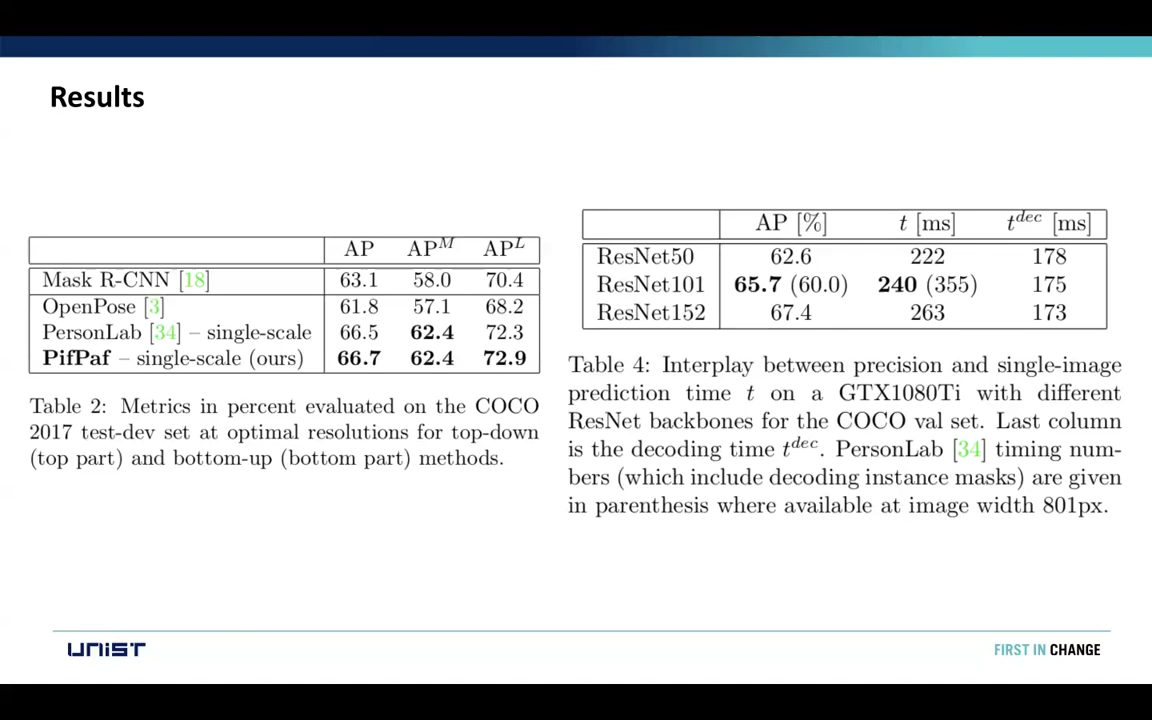 Results
AP AP^M AP^L
Mask R-CNN [18] 63.1 58.0 70.4
OpenPose [3] 61.8 57.1 68.2
PersonLab [34] – single-scale 66.5 62.4 72.3
PifPaf – single-scale (ours) 66.7 62.4 72.9
Table 2: Metrics in percent evaluated on the COCO
2017 test-dev set at optimal resolutions for top-down
(top part) and bottom-up (bottom part) methods.
AP [%] t [ms] t^dec [ms]
ResNet50 62.6 222 178
ResNet101 65.7 (60.0) 240 (355) 175
ResNet152 67.4 263 173
Table 4: Interplay between precision and single-image
prediction time t on a GTX1080Ti with different
ResNet backbones for the COCO val set. Last column
is the decoding time t^dec. PersonLab [34] timing num-
bers (which include decoding instance masks) are given
in parenthesis where available at image width 801px.
UNIST
FIRST IN CHANGE